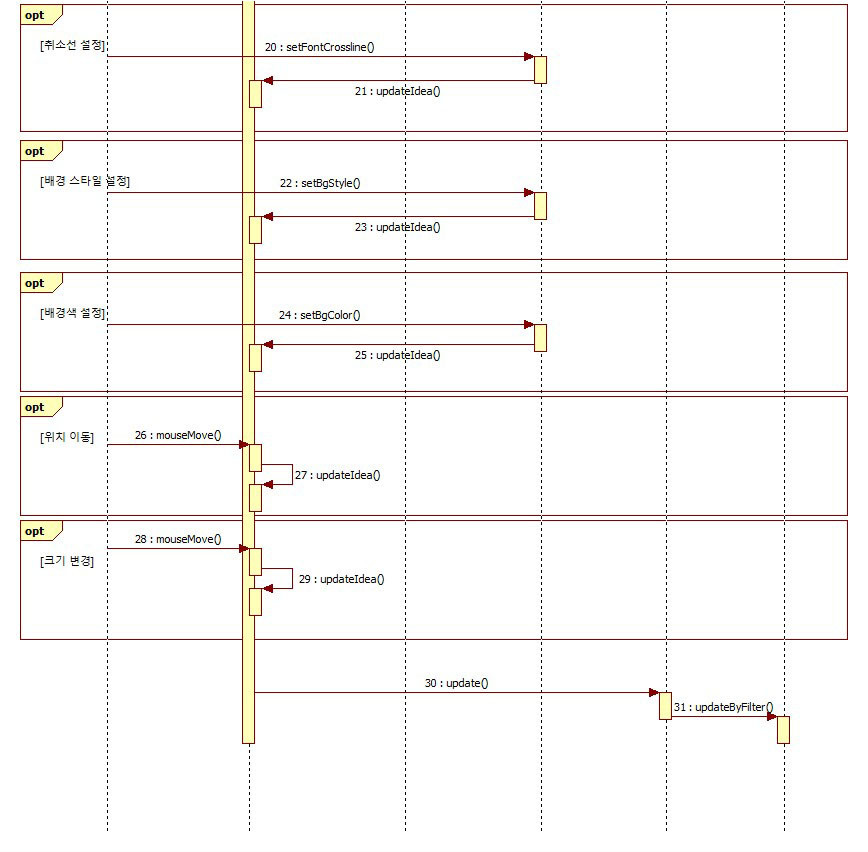 opt
[취소선 설정]
20 : setFontCrossline()
21 : updateIdea()
opt
[배경 스타일 설정]
22 : setBgStyle()
23 : updateIdea()
opt
[배경색 설정]
24 : setBgColor()
25 : updateIdea()
opt
[위치 이동]
26 : mouseMove()
27 : updateIdea()
opt
28 : mouseMove()
[크기 변경]
29 : updateIdea()
30 : update()
31 : updateByFilter()